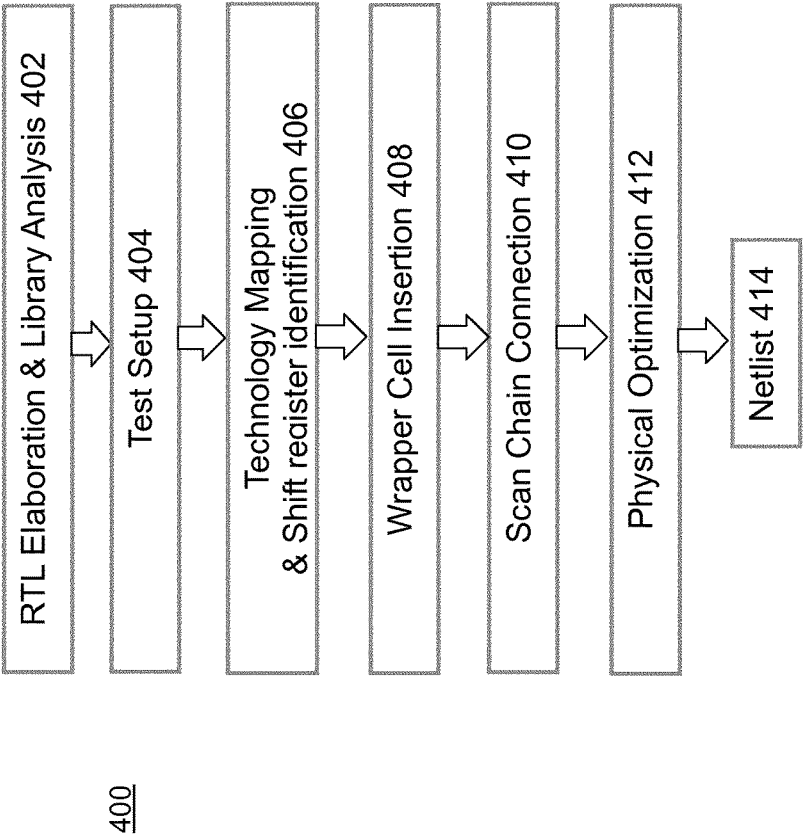 400
RTL Elaboration & Library Analysis 402
Test Setup 404
Technology Mapping
& Shift register identification 406
Wrapper Cell Insertion 408
Scan Chain Connection 410
Physical Optimization 412
Netlist 414